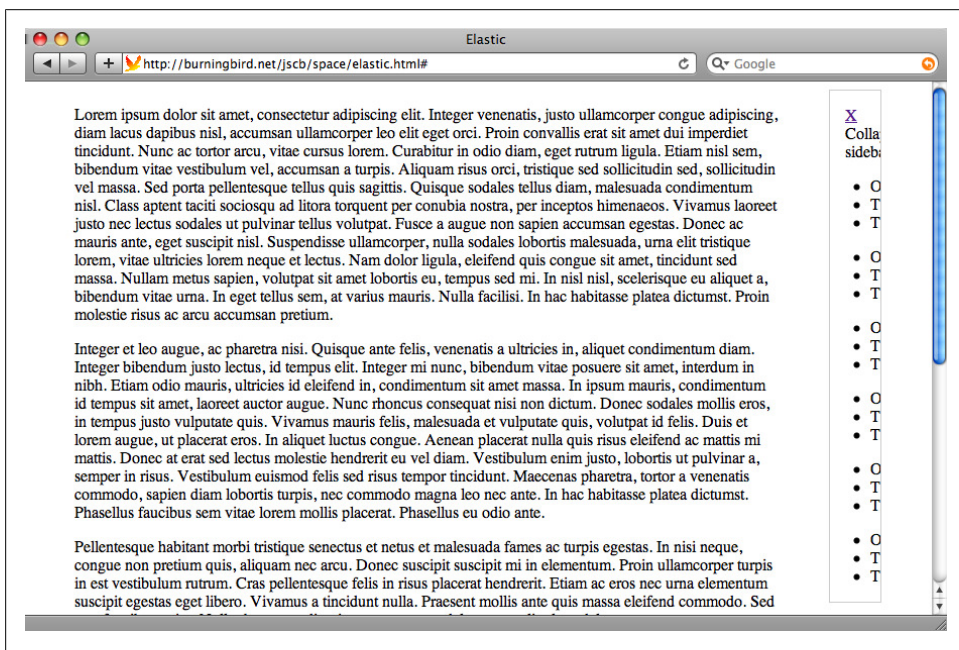 Elastic
http://burningbird.net/jscb/space/elastic.html#
Google
Lorem ipsum dolor sit amet, consectetur adipiscing elit. Integer venenatis, justo ullamcorper congue adipiscing,
diam lacus dapibus nisl, accumsan ullamcorper leo elit eget orci. Proin convallis erat sit amet dui imperdiet
tincidunt. Nunc ac tortor arcu, vitae cursus lorem. Curabitur in odio diam, eget rutrum ligula. Etiam nisl sem,
bibendum vitae vestibulum vel, accumsan a turpis. Aliquam risus orci, tristique sed sollicitudin sed, sollicitudin
vel massa. Sed porta pellentesque tellus quis sagittis. Quisque sodales tellus diam, malesuada condimentum
nisl. Class aptent taciti sociosqu ad litora torquent per conubia nostra, per inceptos himenaeos. Vivamus laoreet
justo nec lectus sodales ut pulvinar tellus volutpat. Fusce a augue non sapien accumsan egestas. Donec ac
mauris ante, eget suscipit nisl. Suspendisse ullamcorper, nulla sodales lobortis malesuada, urna elit tristique
lorem, vitae ultricies lorem neque et lectus. Nam dolor ligula, eleifend quis congue sit amet, tincidunt sed
massa. Nullam metus sapien, volutpat sit amet lobortis eu, tempus sed mi. In nisl nisl, scelerisque eu aliquet a,
bibendum vitae urna. In eget tellus sem, at varius mauris. Nulla facilisi. In hac habitasse platea dictumst. Proin
molestie risus ac arcu accumsan pretium.
Integer et leo augue, ac pharetra nisi. Quisque ante felis, venenatis a ultricies in, aliquet condimentum diam.
Integer bibendum justo lectus, id tempus elit. Integer mi nunc, bibendum vitae posuere sit amet, interdum in
nibh. Etiam odio mauris, ultricies id eleifend in, condimentum sit amet massa. In ipsum mauris, condimentum
id tempus sit amet, laoreet auctor augue. Nunc rhoncus consequat nisi non dictum. Donec sodales mollis eros,
in tempus justo vulputate quis. Vivamus mauris felis, malesuada et vulputate quis, volutpat id felis. Duis et
lorem augue, ut placerat eros. In aliquet luctus congue. Aenean placerat nulla quis risus eleifend ac mattis mi
mattis. Donec at erat sed lectus molestie hendrerit eu vel diam. Vestibulum enim justo, lobortis ut pulvinar a,
semper in risus. Vestibulum euismod felis sed risus tempor tincidunt. Maecenas pharetra, tortor a venenatis
commodo, sapien diam lobortis turpis, nec commodo magna leo nec ante. In hac habitasse platea dictumst.
Phasellus faucibus sem vitae lorem mollis placerat. Phasellus eu odio ante.
Pellentesque habitant morbi tristique senectus et netus et malesuada fames ac turpis egestas. In nisi neque,
congue non pretium quis, aliquam nec arcu. Donec suscipit suscipit mi in elementum. Proin ullamcorper turpis
in est vestibulum rutrum. Cras pellentesque felis in risus placerat hendrerit. Etiam ac eros nec urna elementum
suscipit egestas eget libero. Vivamus a tincidunt nulla. Praesent mollis ante quis massa eleifend commodo. Sed
X
Colla
sideba
• O
• T
• T
• O
• T
• T
• O
• T
• T
• O
• T
• T
• O
• T
• T
• O
• T
• T